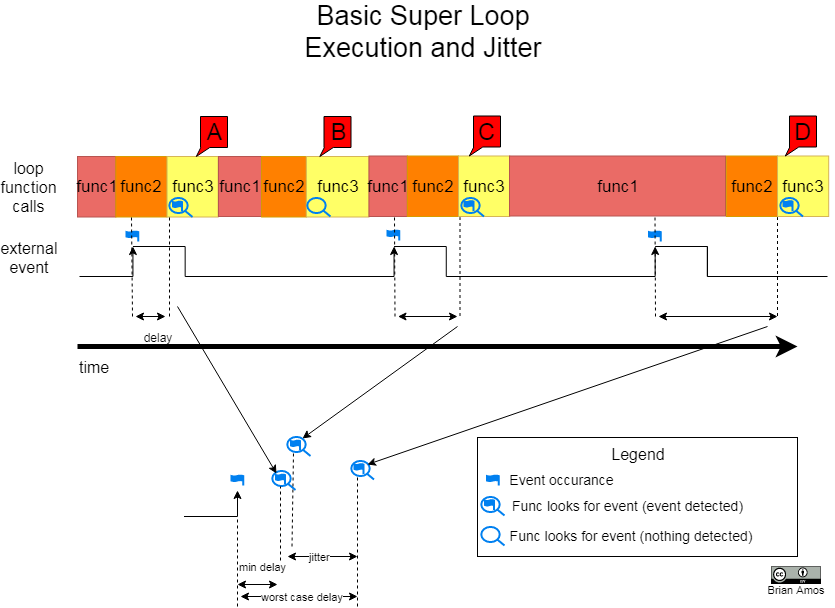 Basic Super Loop
Execution and Jitter
A
B
C
D
loop
function
calls
func1 func2 func3 func1 func2 func3 func1 func2 func3 func1 func2 func3
external
event
delay
time
min delay
jitter
worst case delay
Legend
Event occurance
Func looks for event (event detected)
Func looks for event (nothing detected)
cc
BY
Brian Amos